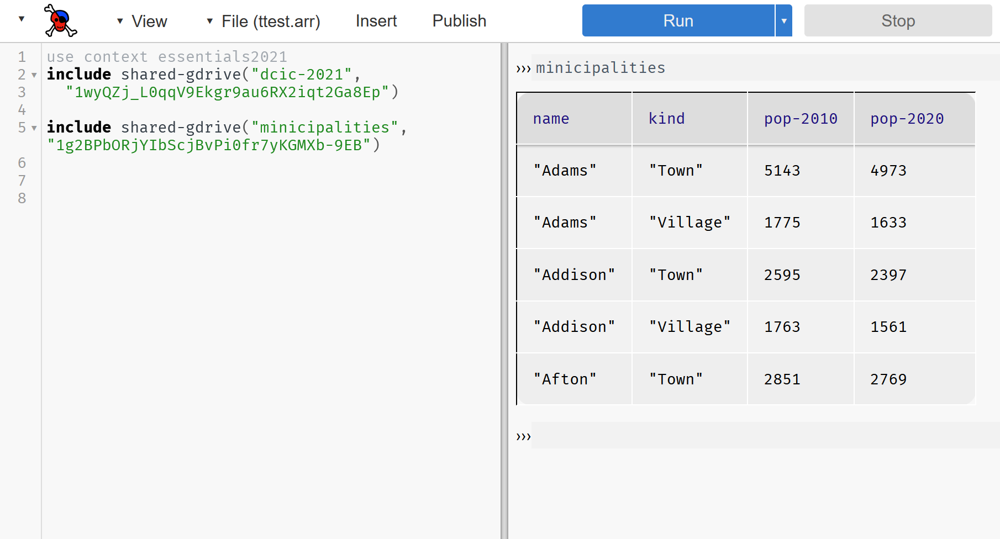 View File (ttest.arr) Insert Publish Run Stop
1 use context essentials2021
2 include shared-gdrive("dcic-2021",
3 "1wyQZj_L0qqV9Ekgr9au6RX2iqt2Ga8Ep")
4
5 include shared-gdrive("minicipalities",
"1g2BPbORjYIbScjBvPi0fr7yKGMXb-9EB")
6
7
8
››› minicipalities
name kind pop-2010 pop-2020
"Adams" "Town" 5143 4973
"Adams" "Village" 1775 1633
"Addison" "Town" 2595 2397
"Addison" "Village" 1763 1561
"Afton" "Town" 2851 2769
›››